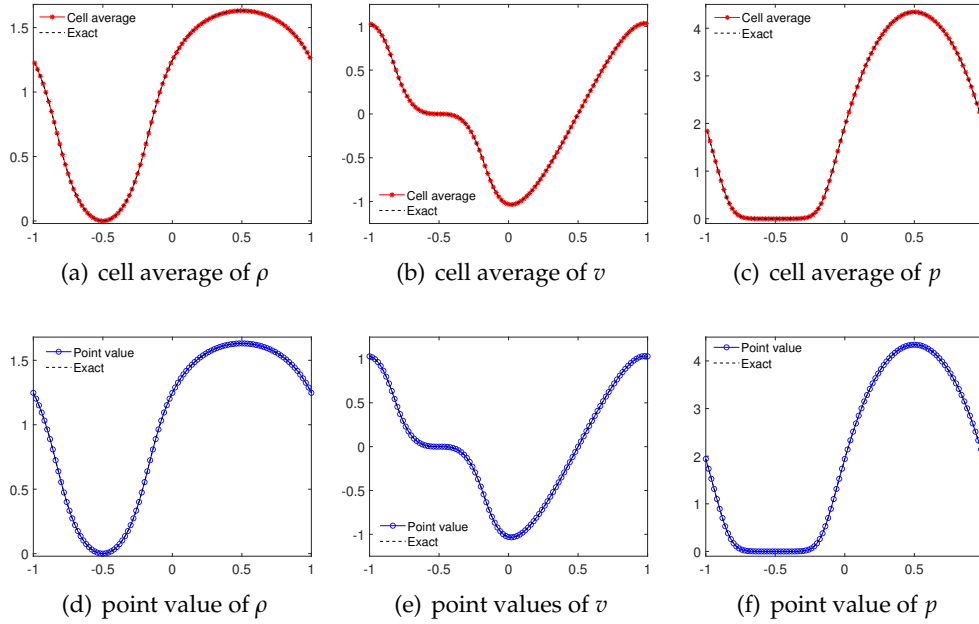 1.5
1
0.5
0
-1 -0.5 0 0.5 1
Cell average
Exact
(a) cell average of ρ
1
0.5
0
-0.5
-1
-1 -0.5 0 0.5 1
Cell average
Exact
(b) cell average of v
4
3
2
1
0
-1 -0.5 0 0.5
Cell average
Exact
(c) cell average of p
1.5
1
0.5
0
-1 -0.5 0 0.5 1
Point value
Exact
(d) point value of ρ
1
0.5
0
-0.5
-1
-1 -0.5 0 0.5 1
Point value
Exact
(e) point values of v
4
3
2
1
0
-1 -0.5 0 0.5
Point value
Exact
(f) point value of p